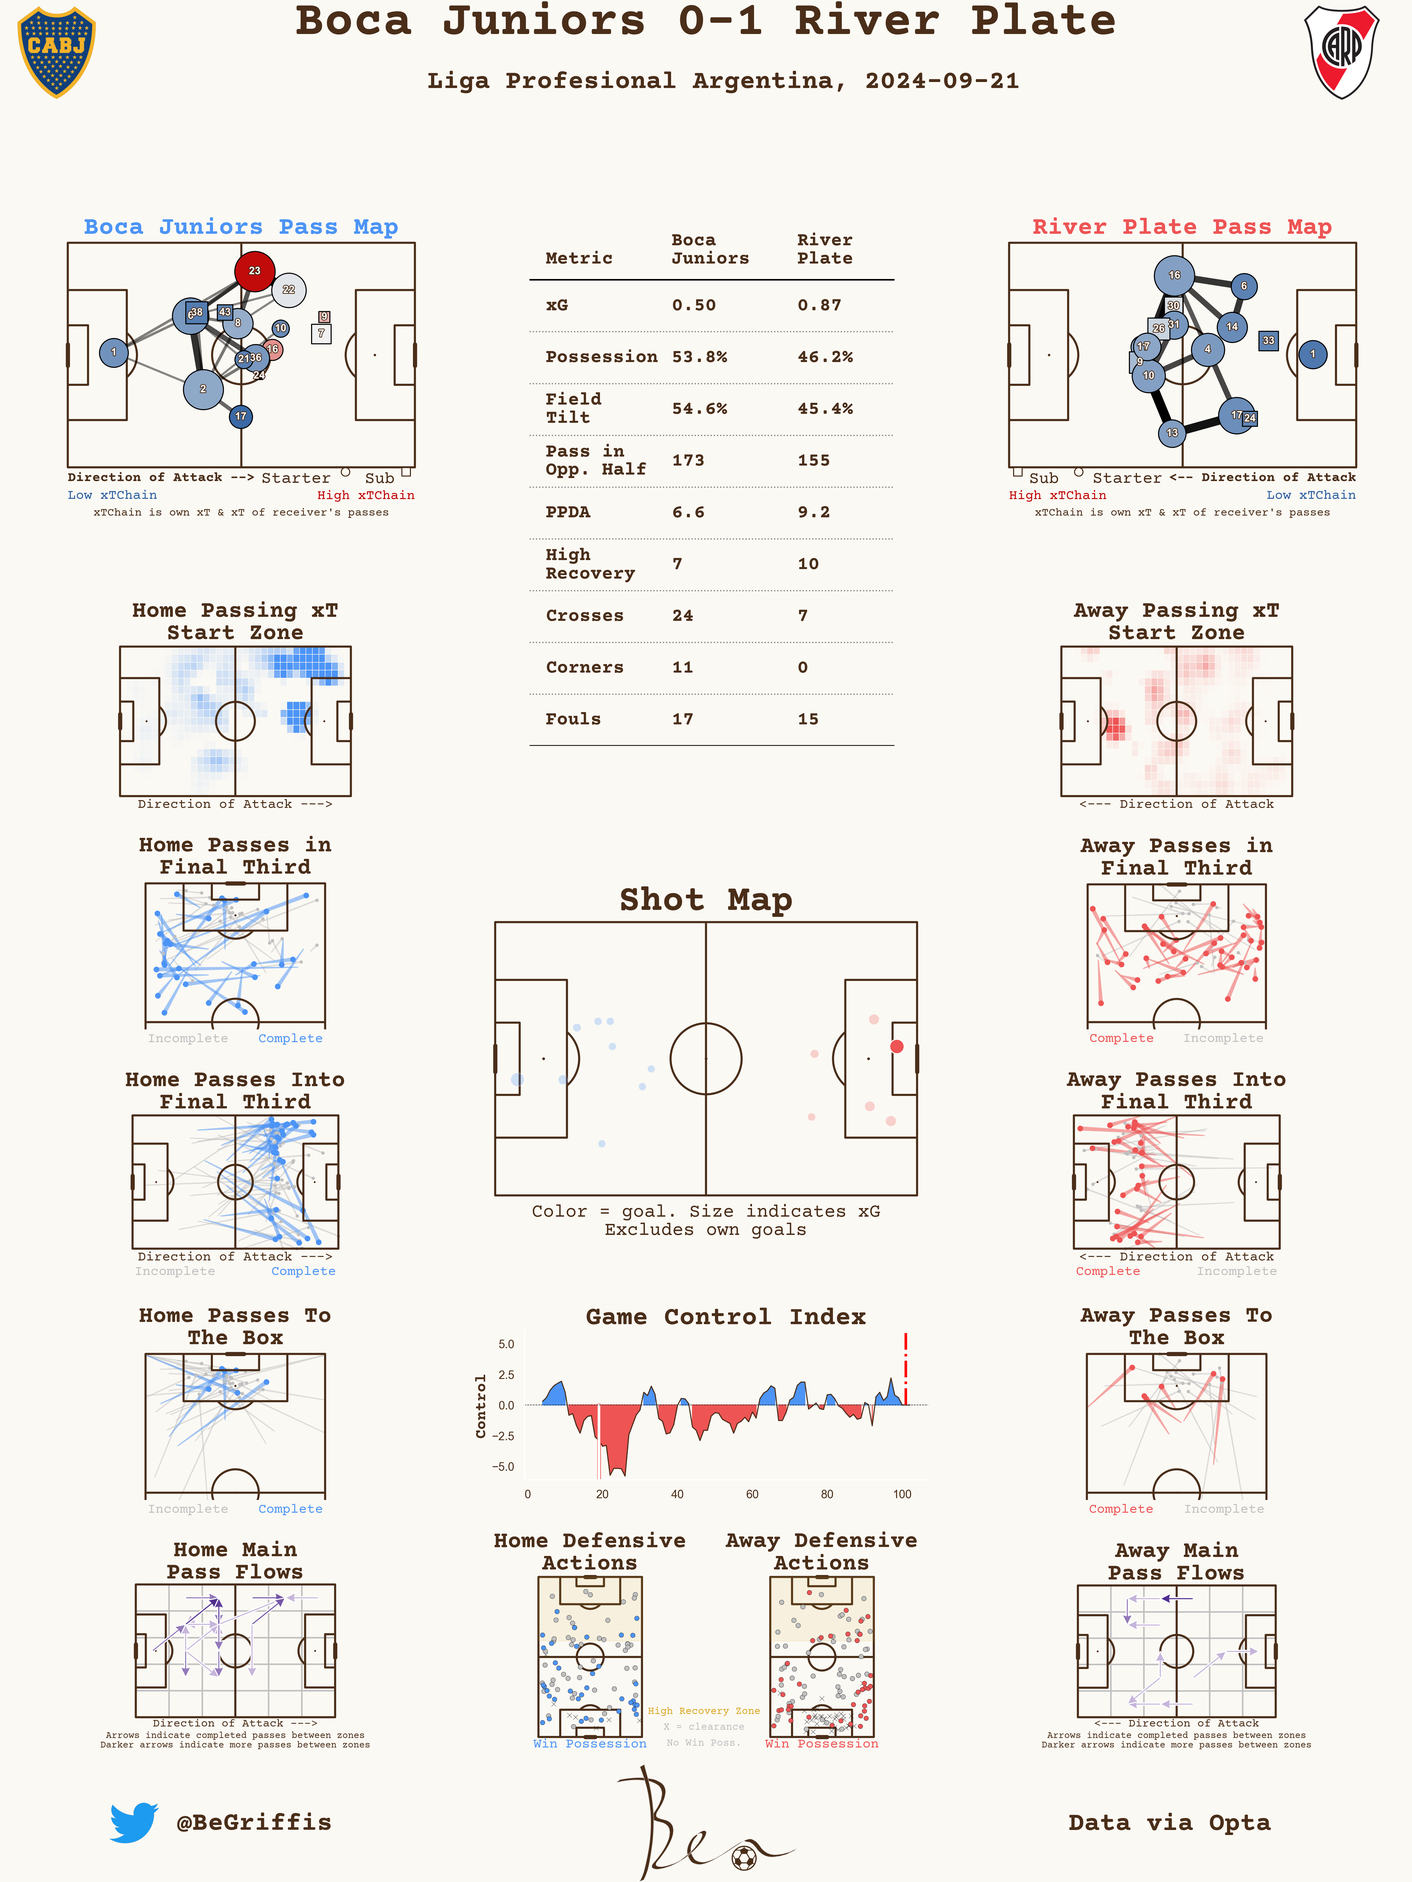 Boca Juniors 0-1 River Plate
Liga Profesional Argentina, 2024-09-21
CABJ
CARP
Boca Juniors Pass Map
23
22
6
38
43
8
10
9
7
1
16
21
36
24
2
17
Direction of Attack --> Starter Sub
Low xTChain High xTChain
xTChain is own xT & xT of receiver's passes
Metric Boca Juniors River Plate
xG 0.50 0.87
Possession 53.8% 46.2%
Field Tilt 54.6% 45.4%
Pass in Opp. Half 173 155
PPDA 6.6 9.2
High Recovery 7 10
Crosses 24 7
Corners 11 0
Fouls 17 15
River Plate Pass Map
16
6
30
31
26
14
17
4
33
9
1
10
17
24
13
Sub Starter <-- Direction of Attack
High xTChain Low xTChain
xTChain is own xT & xT of receiver's passes
Home Passing xT
Start Zone
Direction of Attack --->
Away Passing xT
Start Zone
<--- Direction of Attack
Home Passes in
Final Third
Incomplete Complete
Away Passes in
Final Third
Complete Incomplete
Shot Map
Color = goal. Size indicates xG
Excludes own goals
Home Passes Into
Final Third
Direction of Attack --->
Incomplete Complete
Away Passes Into
Final Third
<--- Direction of Attack
Complete Incomplete
Home Passes To
The Box
Incomplete Complete
Game Control Index
Control
5.0
2.5
0.0
−2.5
−5.0
0 20 40 60 80 100
Away Passes To
The Box
Complete Incomplete
Home Main
Pass Flows
Direction of Attack --->
Arrows indicate completed passes between zones
Darker arrows indicate more passes between zones
Home Defensive
Actions
Win Possession
High Recovery Zone
X = clearance
No Win Poss.
Away Defensive
Actions
Win Possession
Away Main
Pass Flows
<--- Direction of Attack
Arrows indicate completed passes between zones
Darker arrows indicate more passes between zones
@BeGriffis
Ben
Data via Opta